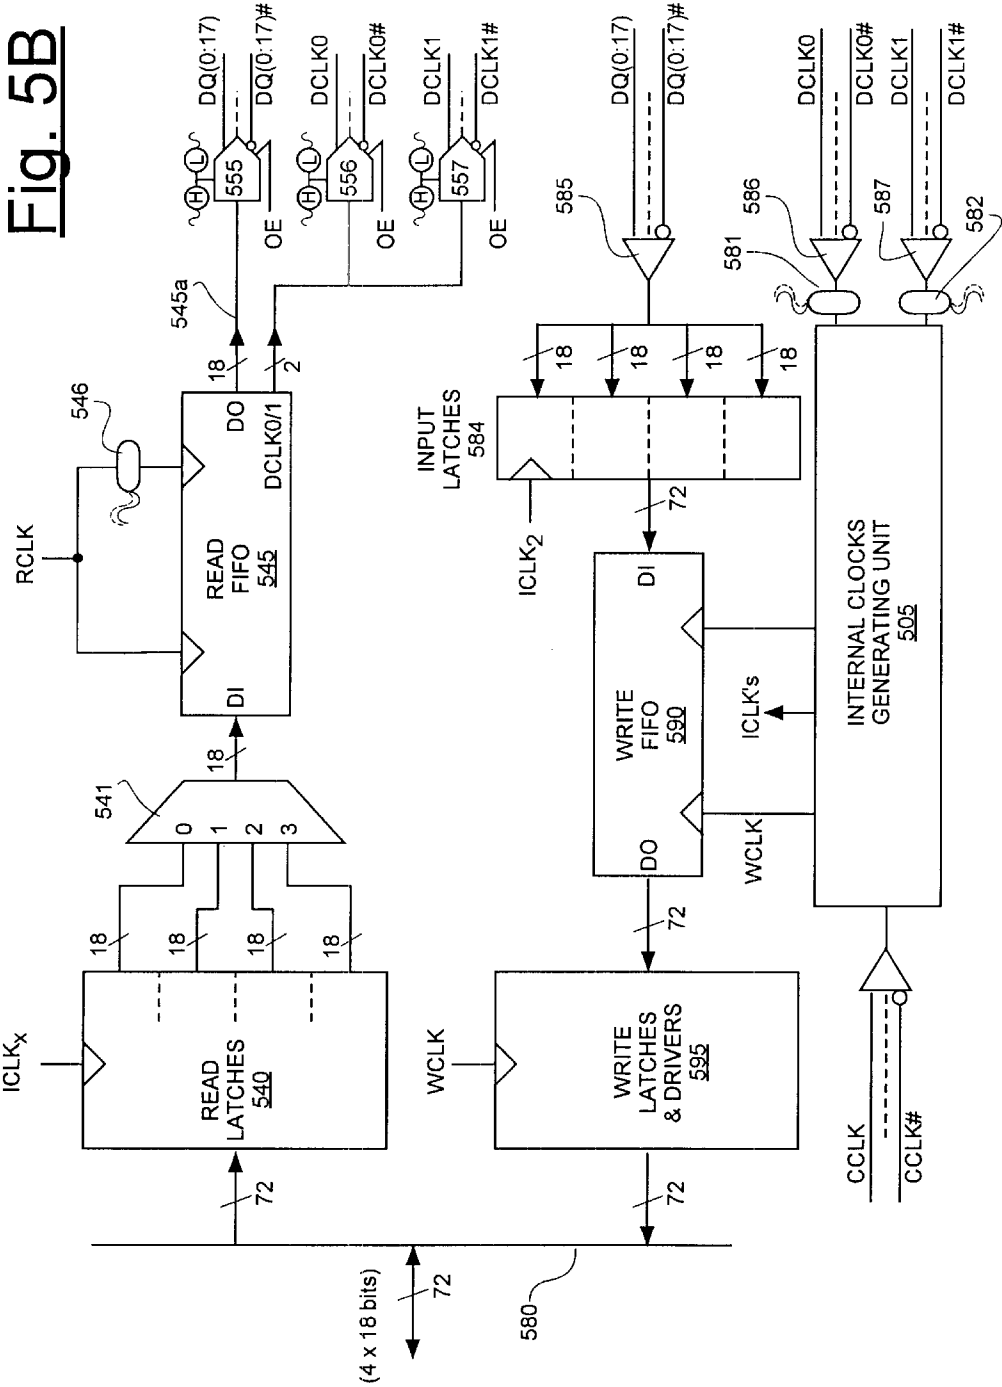 Fig. 5B
ICLKx
READ
LATCHES
540
72
18
18
18
18
0
1
2
3
541
18
RCLK
546
DI
READ
FIFO
545
DO
DCLK0/1
18
2
545a
H
L
555
OE
DQ(0:17)
DQ(0:17)#
H
L
556
OE
DCLK0
DCLK0#
H
L
557
OE
DCLK1
DCLK1#
(4 x 18 bits)
72
580
WCLK
WRITE
LATCHES
& DRIVERS
595
72
72
DO
WRITE
FIFO
590
DI
72
ICLK2
INPUT
LATCHES
584
18
18
18
18
585
DQ(0:17)
DQ(0:17)#
WCLK
ICLK's
INTERNAL CLOCKS
GENERATING UNIT
505
CCLK
CCLK#
581
586
587
582
DCLK0
DCLK0#
DCLK1
DCLK1#